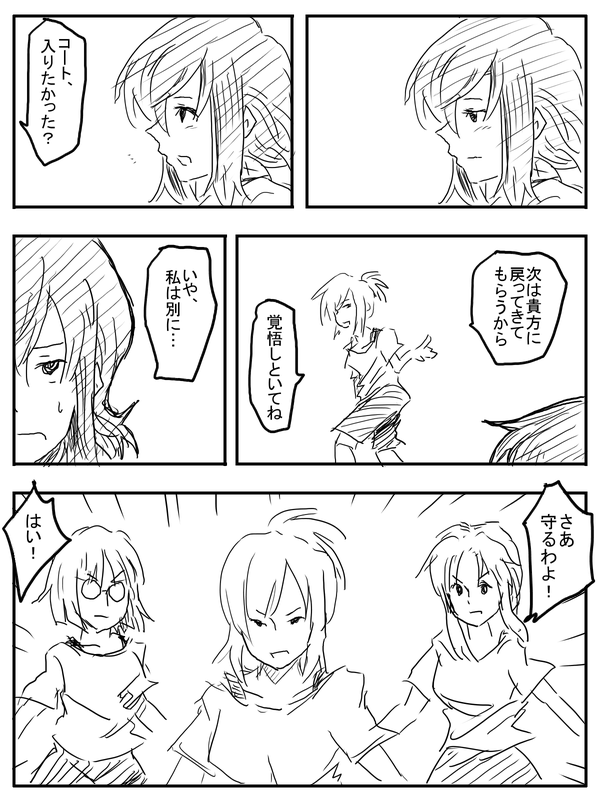 コート、
入りたかった？
次は貴方に
戻ってきて
もらうから
覚悟しといてね
いや、
私は別に…
さあ
守るわよ！
はい！